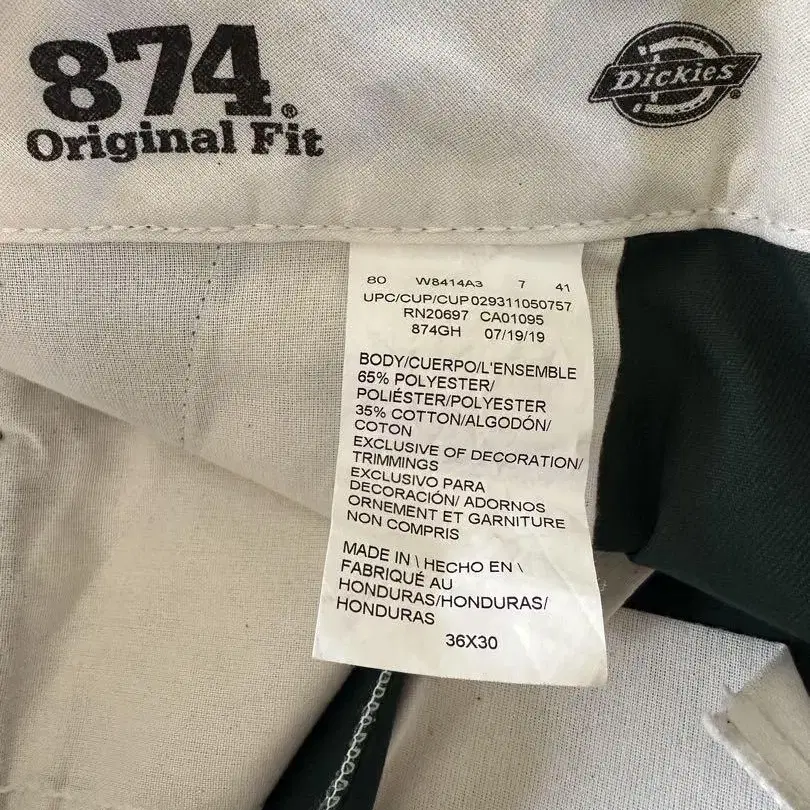 874®
Original Fit
Dickies®
80 W8414A3 7 41
UPC/CUP/CUP029311050757
RN20697 CA01095
874GH 07/19/19
BODY/CUERPO/L'ENSEMBLE
65% POLYESTER/
POLIÉSTER/POLYESTER
35% COTTON/ALGODÓN/
COTON
EXCLUSIVE OF DECORATION/
TRIMMINGS
EXCLUSIVO PARA
DECORACIÓN/ ADORNOS
ORNEMENT ET GARNITURE
NON COMPRIS
MADE IN \ HECHO EN \
FABRIQUÉ AU
HONDURAS/HONDURAS/
HONDURAS
36X30